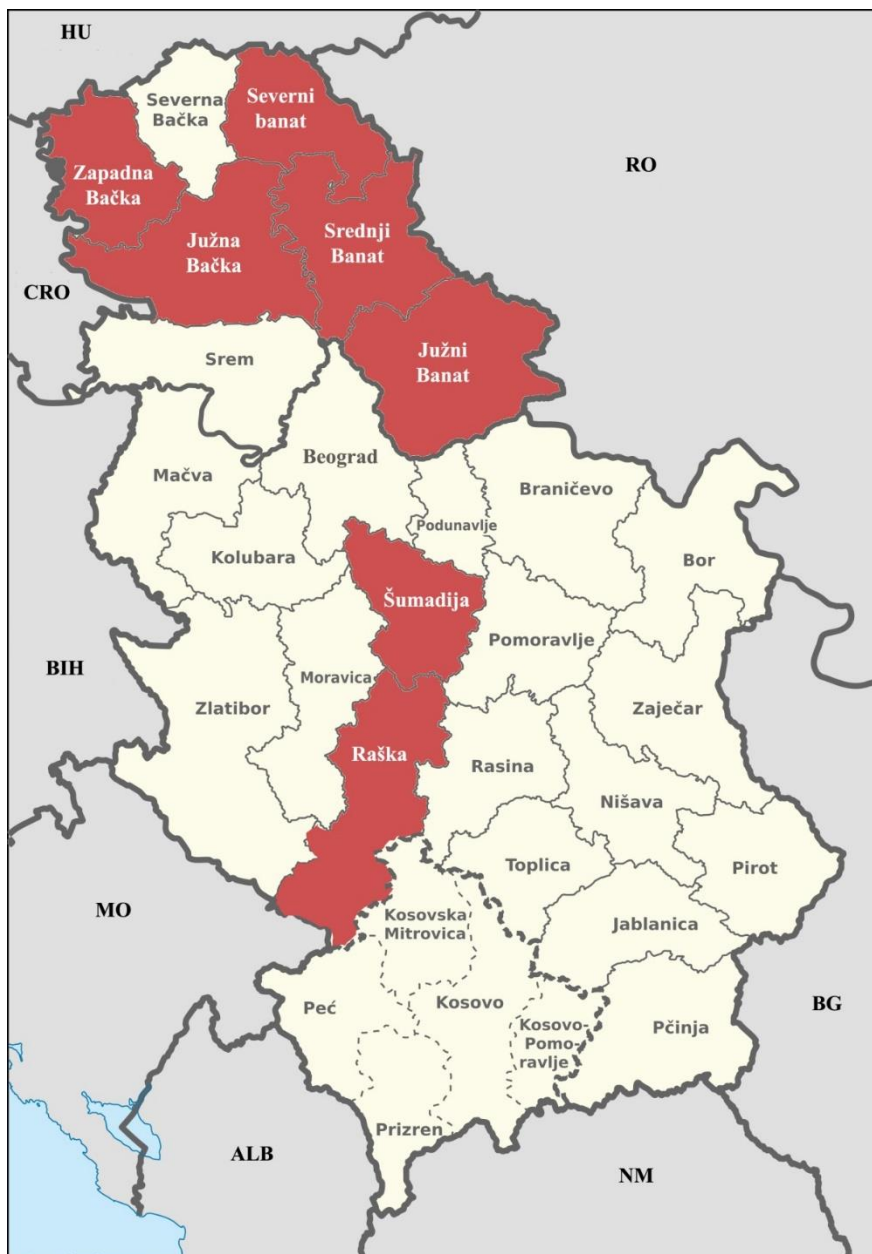 HU
Severna
Bačka
Severni
banat
RO
Zapadna
Bačka
Južna
Bačka
Srednji
Banat
CRO
Srem
Južni
Banat
Mačva
Beograd
Podunavlje
Braničevo
Kolubara
Bor
Šumadija
Pomoravlje
BIH
Moravica
Zlatibor
Zaječar
Raška
Rasina
Nišava
Toplica
Pirot
MO
Kosovska
Mitrovica
Jablanica
Peć
Kosovo
Kosovo-
Pomo-
ravlje
Pčinja
BG
Prizren
ALB
NM